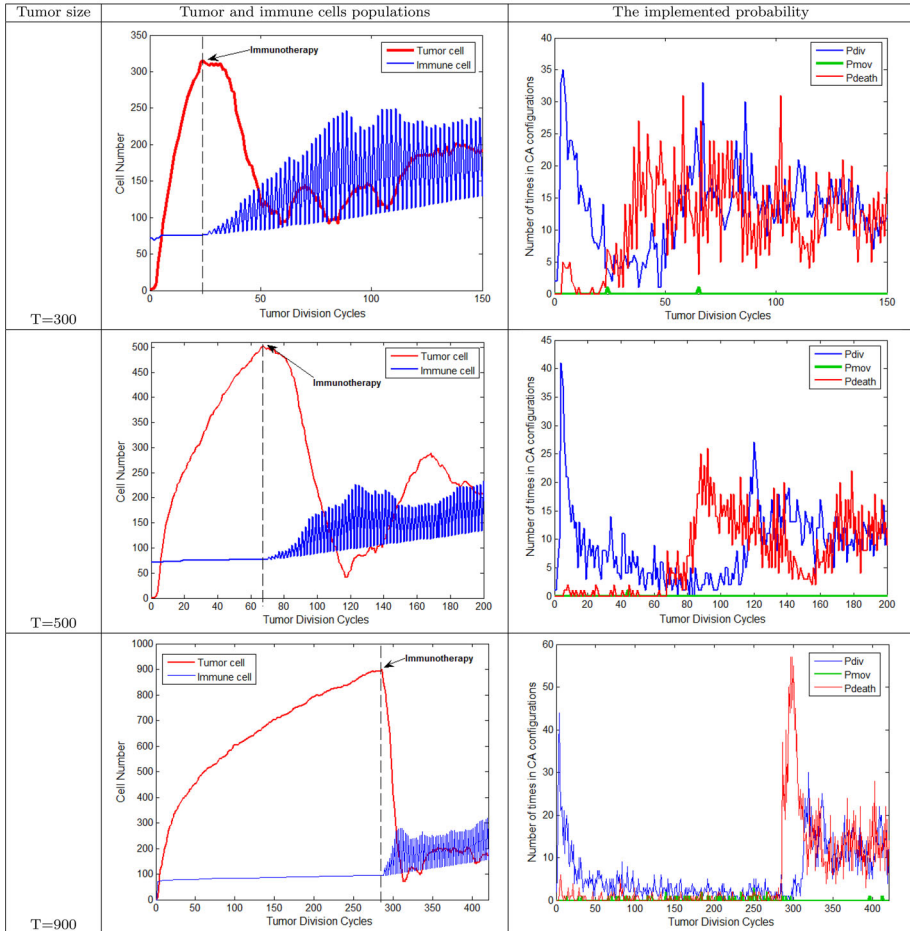 Tumor size
Tumor and immune cells populations
The implemented probability
T=300
350
300
250
200
150
100
50
0
0
50
100
150
Cell Number
Tumor Division Cycles
Immunotherapy
Tumor cell
Immune cell
40
35
30
25
20
15
10
5
0
0
50
100
150
Number of times in CA configurations
Tumor Division Cycles
Pdiv
Pmov
Pdeath
T=500
500
450
400
350
300
250
200
150
100
50
0
0
20
40
60
80
100
120
140
160
180
200
Cell Number
Tumor Division Cycles
Immunotherapy
Tumor cell
Immune cell
45
40
35
30
25
20
15
10
5
0
0
20
40
60
80
100
120
140
160
180
200
Number of times in CA configurations
Tumor Division Cycles
Pdiv
Pmov
Pdeath
T=900
1000
900
800
700
600
500
400
300
200
100
0
0
50
100
150
200
250
300
350
400
Cell Number
Tumor Division Cycles
Immunotherapy
Tumor cell
Immune cell
60
50
40
30
20
10
0
0
50
100
150
200
250
300
350
400
Number of times in CA configurations
Tumor Division Cycles
Pdiv
Pmov
Pdeath